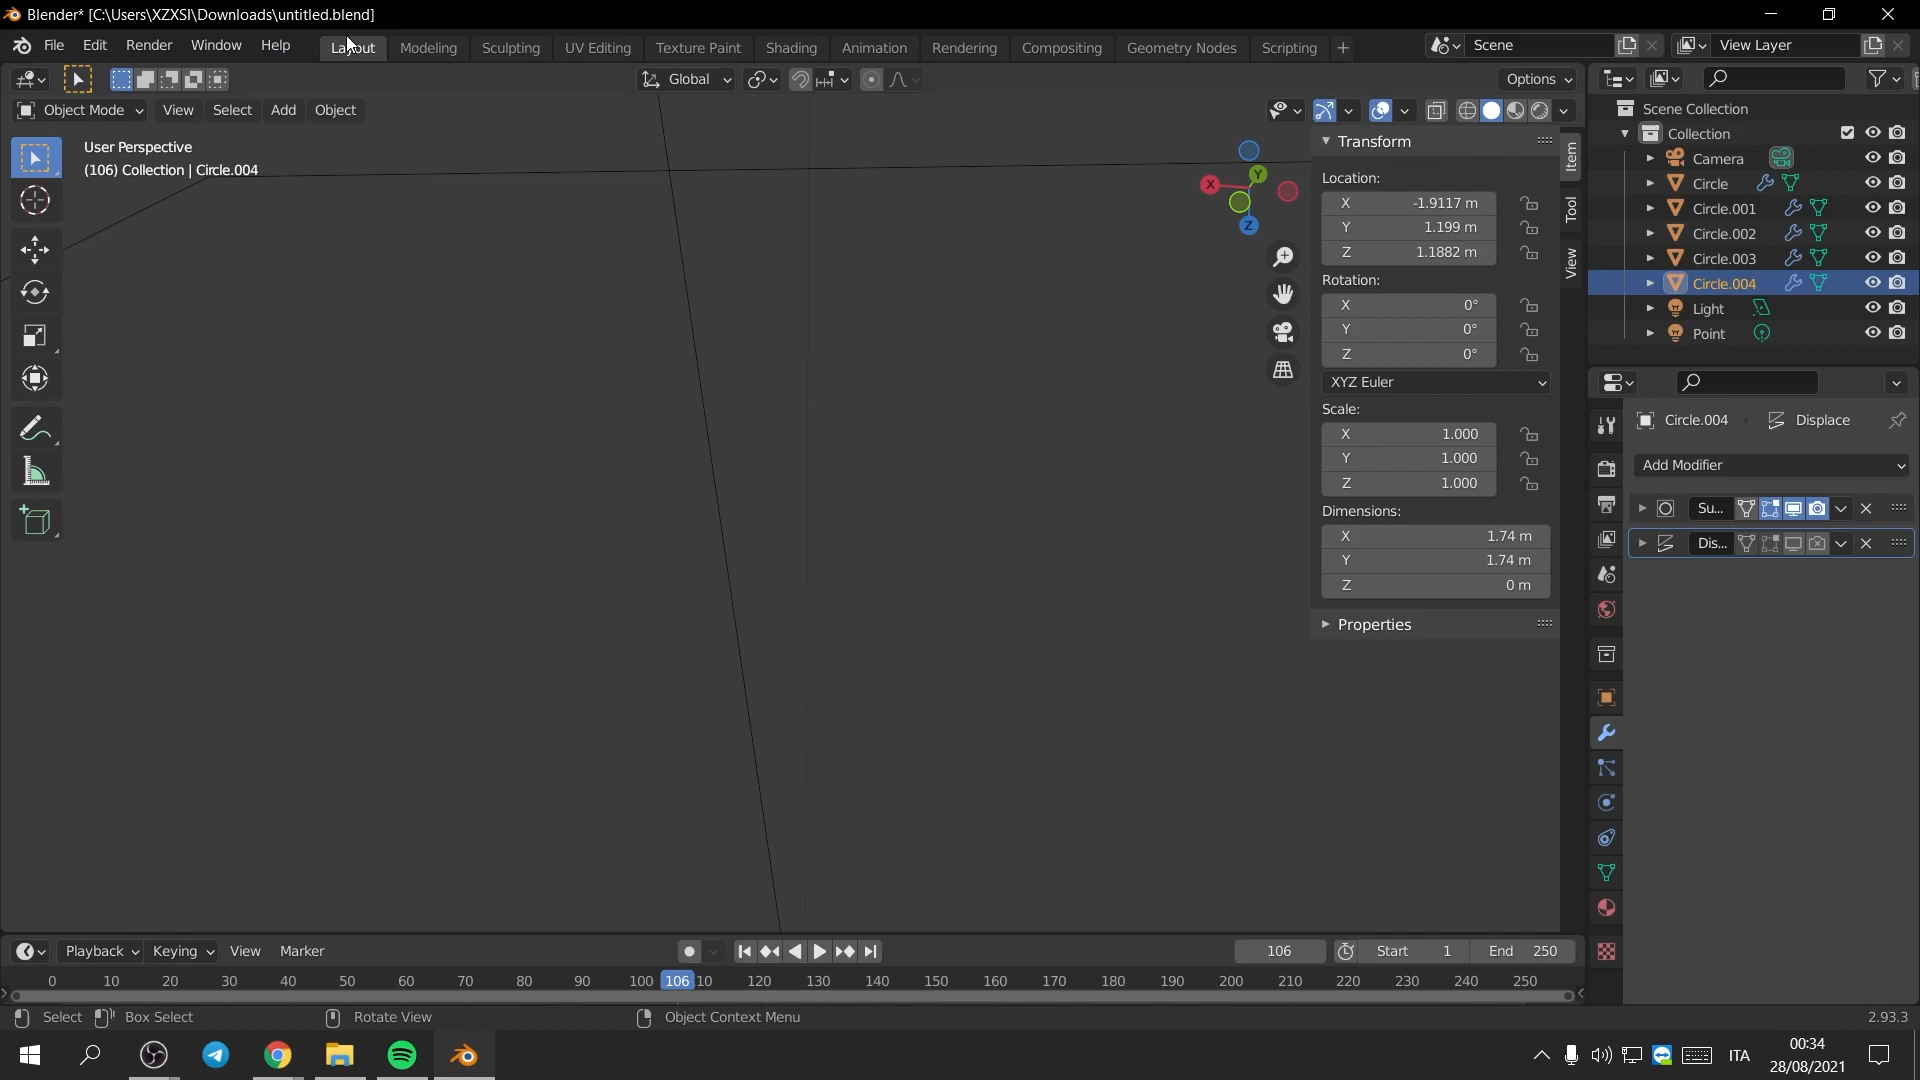 Blender* [C:\Users\XZXSI\Downloads\untitled.blend]
File Edit Render Window Help Layout Modeling Sculpting UV Editing Texture Paint Shading Animation Rendering Compositing Geometry Nodes Scripting + Scene View Layer
Global Options
Object Mode View Select Add Object
User Perspective
(106) Collection | Circle.004
X Y Z
Transform
Location:
X -1.9117 m
Y 1.199 m
Z 1.1882 m
Rotation:
X 0°
Y 0°
Z 0°
XYZ Euler
Scale:
X 1.000
Y 1.000
Z 1.000
Dimensions:
X 1.74 m
Y 1.74 m
Z 0 m
Properties
Item
Tool
View
Scene Collection
Collection
Camera
Circle
Circle.001
Circle.002
Circle.003
Circle.004
Light
Point
Circle.004 Displace
Add Modifier
Su...
Dis...
Playback Keying View Marker 106 Start 1 End 250
0 10 20 30 40 50 60 70 80 90 100 106 10 120 130 140 150 160 170 180 190 200 210 220 230 240 250
Select Box Select Rotate View Object Context Menu 2.93.3
ITA 00:34
28/08/2021